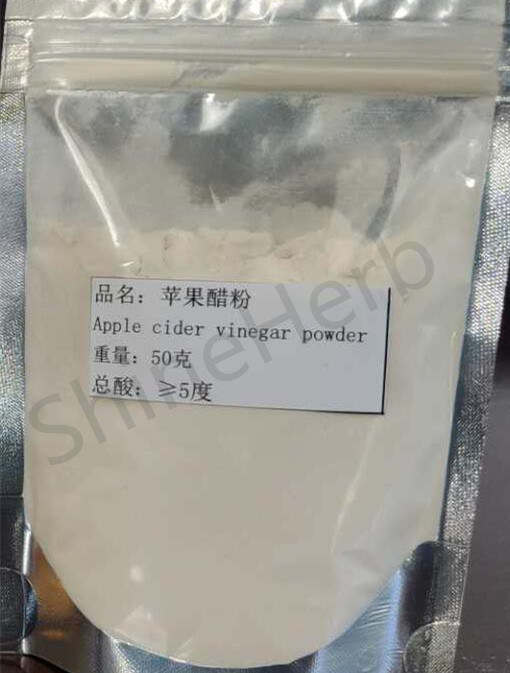 品名：苹果醋粉
Apple cider vinegar powder
重量：50克
总酸：≥5度
ShineHerb